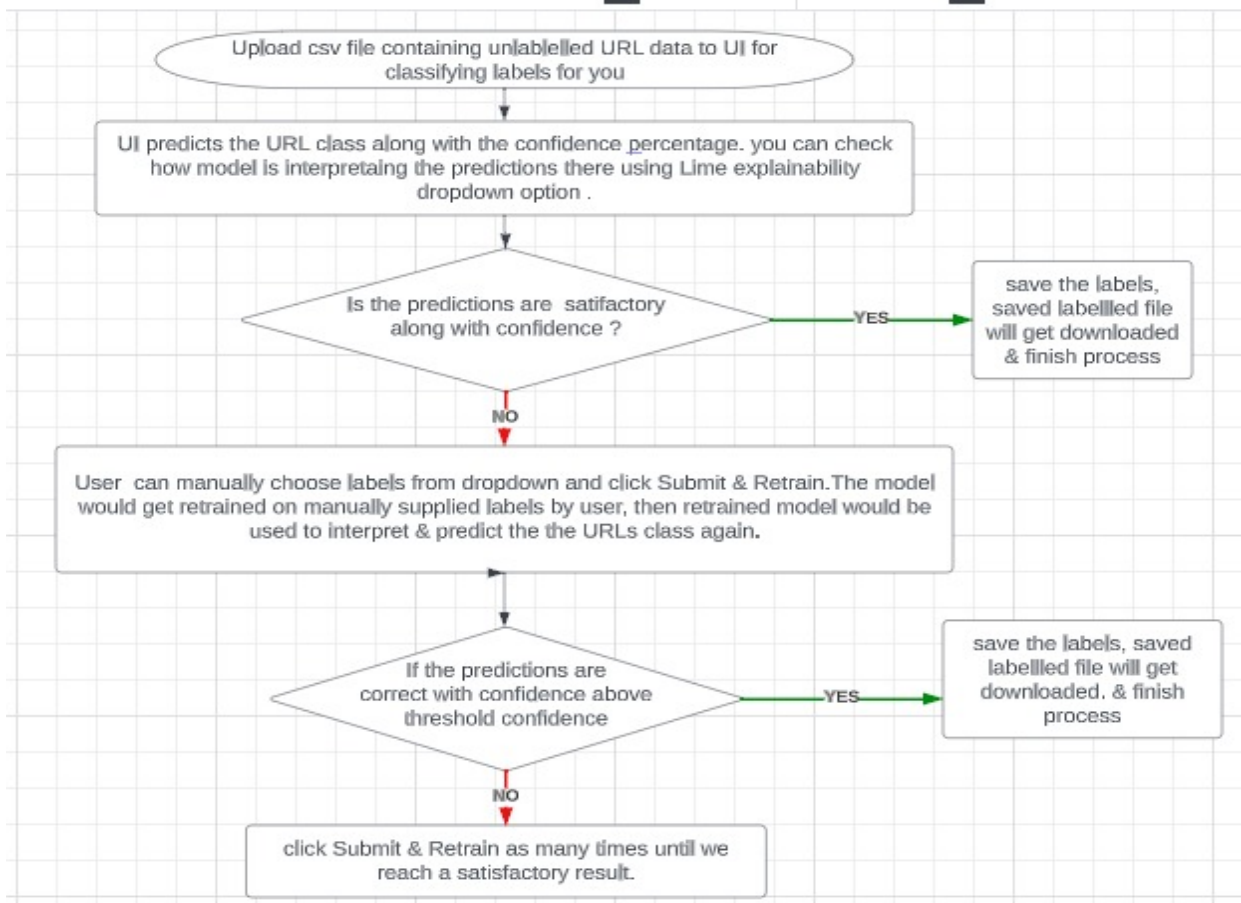 Upload csv file containing unlablelled URL data to UI for
classifying labels for you
UI predicts the URL class along with the confidence percentage. you can check
how model is interpretaing the predictions there using Lime explainability
dropdown option .
Is the predictions are satifactory
along with confidence ?
YES
save the labels,
saved labellled file
will get downloaded
& finish process
NO
User can manually choose labels from dropdown and click Submit & Retrain.The model
would get retrained on manually supplied labels by user, then retrained model would be
used to interpret & predict the the URLs class again.
If the predictions are
correct with confidence above
threshold confidence
YES
save the labels, saved
labellled file will get
downloaded. & finish
process
NO
click Submit & Retrain as many times until we
reach a satisfactory result.